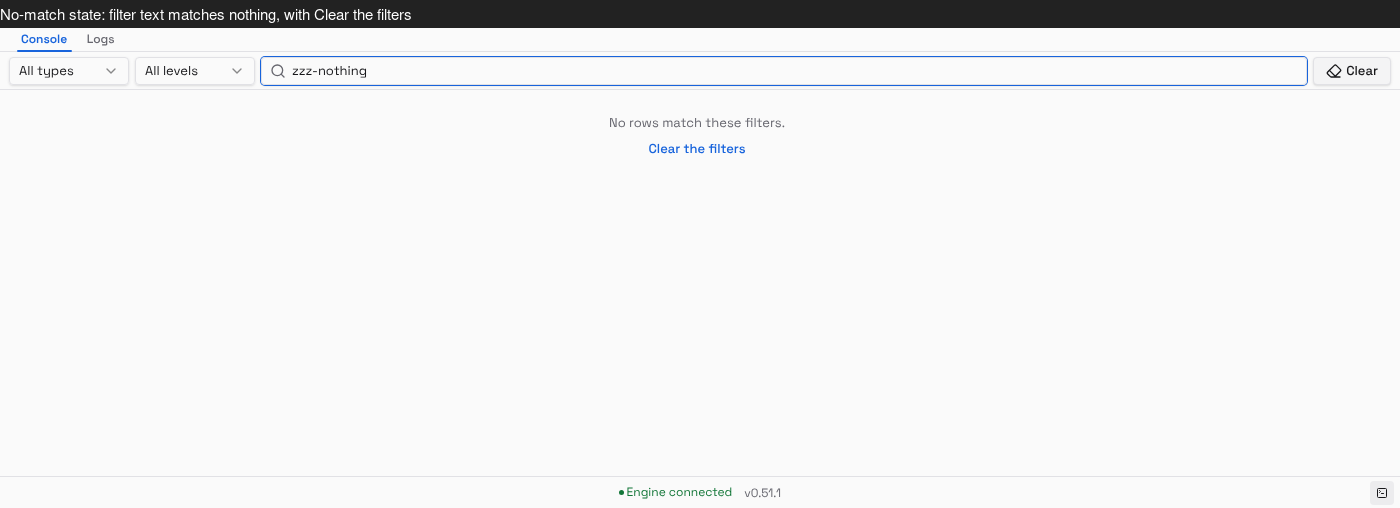 No-match state: filter text matches nothing, with Clear the filters
Console Logs
All types All levels zzz-nothing Clear
No rows match these filters.
Clear the filters
Engine connected v0.51.1